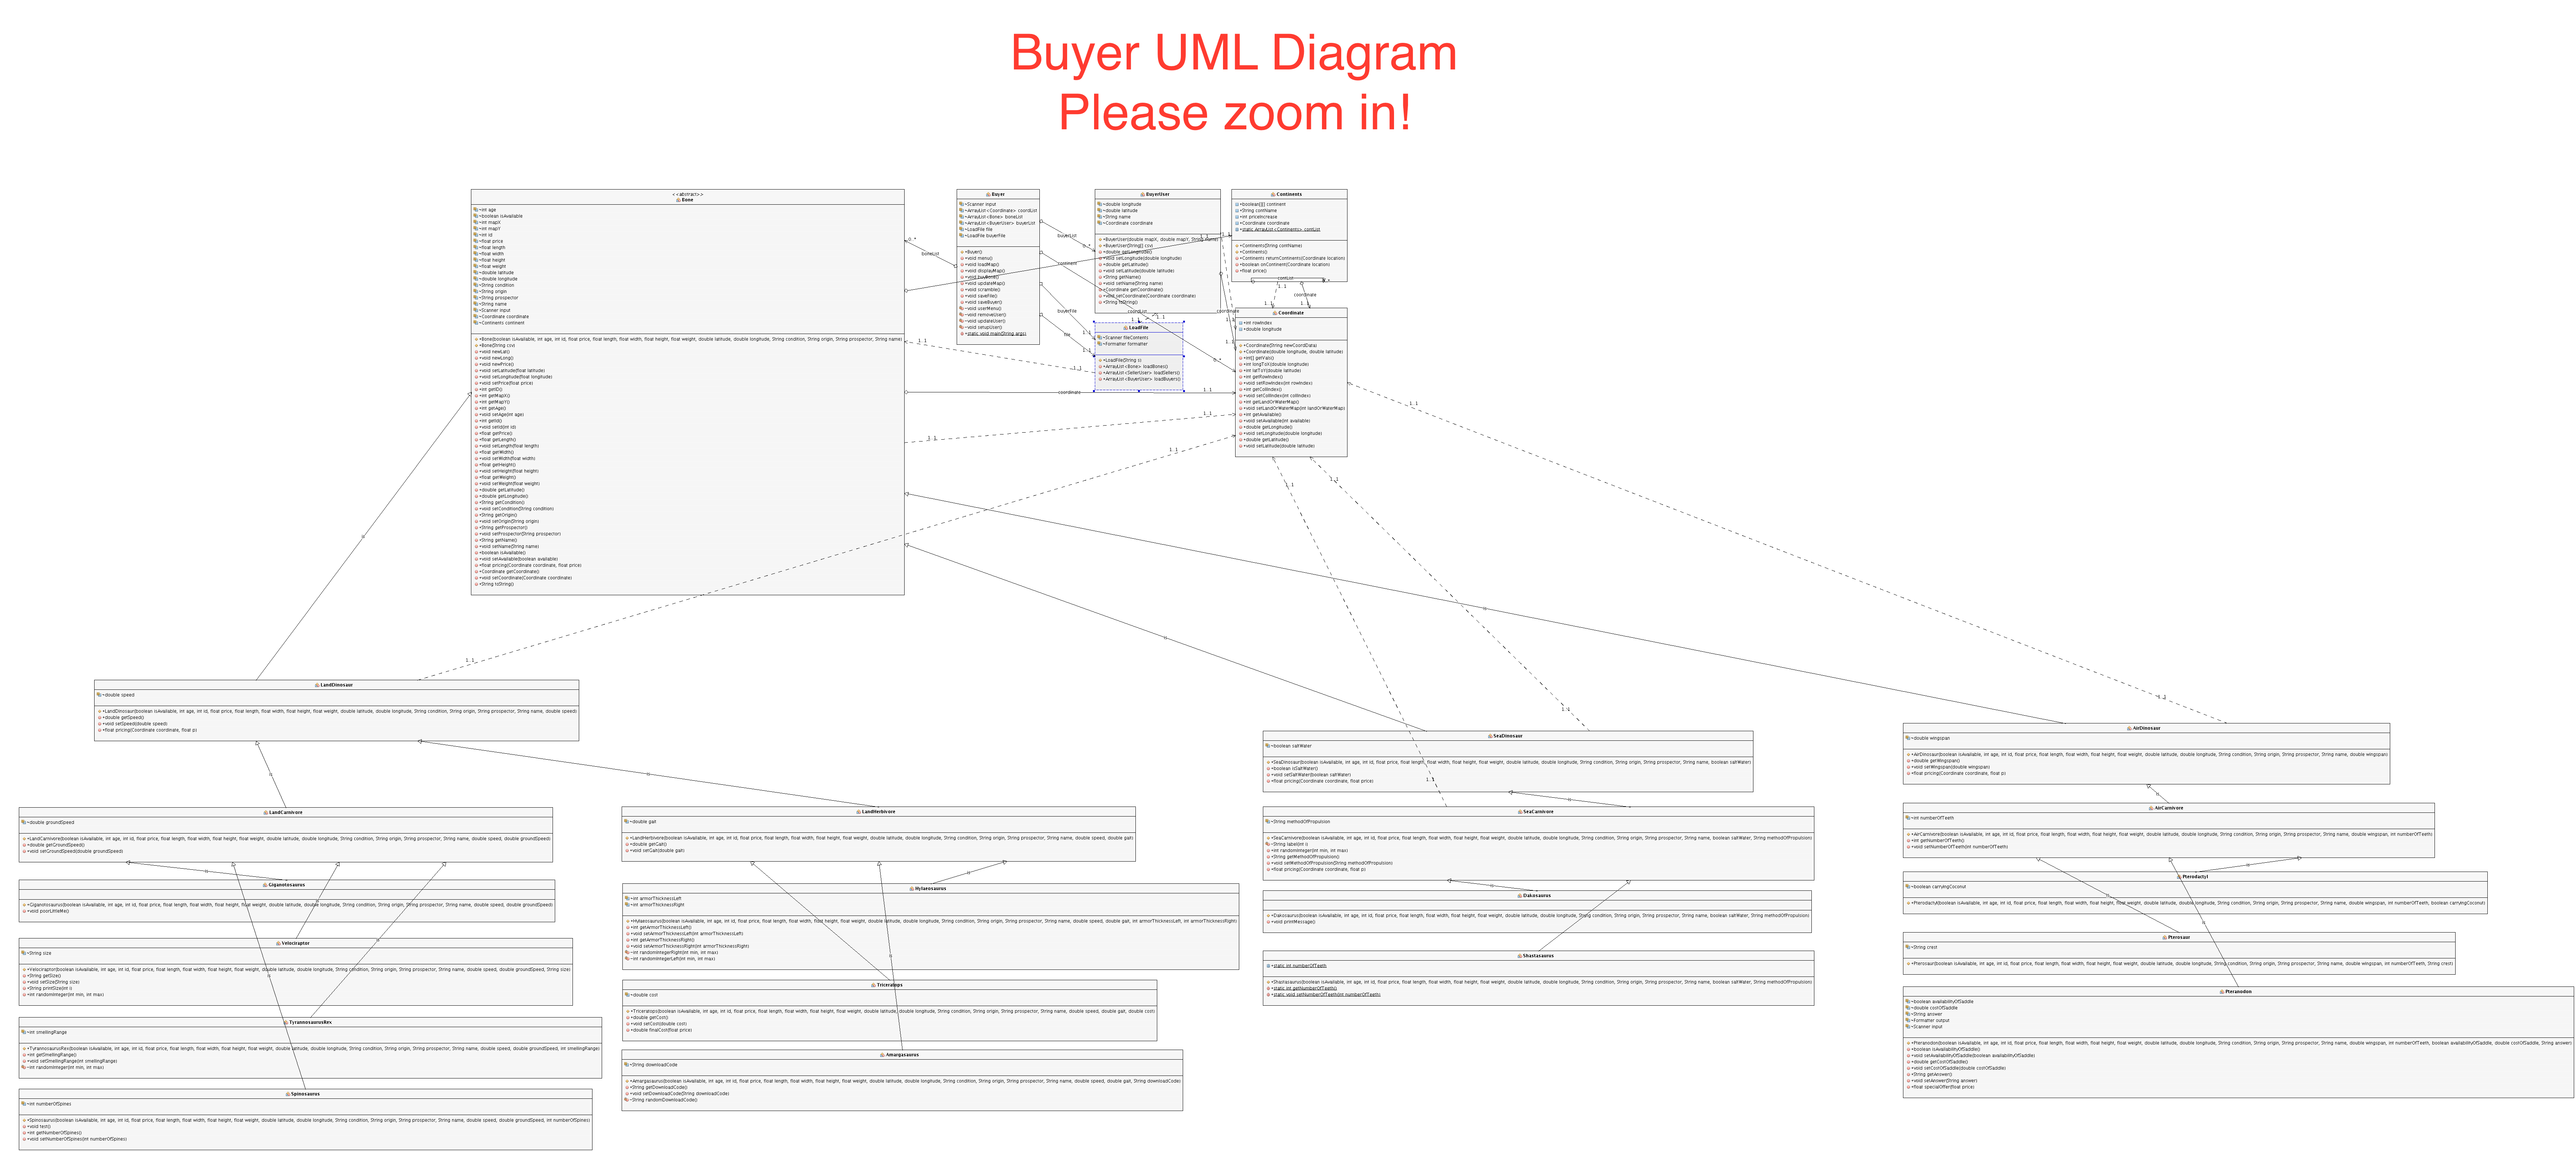 Buyer UML Diagram
Please zoom in!
<<abstract>>
Bone
~int age
~boolean isAvailable
~int mapX
~int mapY
~int id
~float price
~float length
~float width
~float height
~float weight
~double latitude
~double longitude
~String condition
~String origin
~String prospector
~String name
~Scanner input
~Coordinate coordinate
~Continents continent
+Bone(boolean isAvailable, int age, int id, float price, float length, float width, float height, float weight, double latitude, double longitude, String condition, String origin, String prospector, String name)
+Bone(String csv)
+void newLat()
+void newLong()
+void newPrice()
+void setLatitude(float latitude)
+void setLongitude(float longitude)
+void setPrice(float price)
+int getID()
+int getMapX()
+int getMapY()
+int getAge()
+void setAge(int age)
+int getId()
+void setId(int id)
+float getPrice()
+float getLength()
+void setLength(float length)
+float getWidth()
+void setWidth(float width)
+float getHeight()
+void setHeight(float height)
+float getWeight()
+void setWeight(float weight)
+double getLatitude()
+double getLongitude()
+String getCondition()
+void setCondition(String condition)
+String getOrigin()
+void setOrigin(String origin)
+String getProspector()
+void setProspector(String prospector)
+String getName()
+void setName(String name)
+boolean isAvailable()
+void setAvailable(boolean available)
+float pricing(Coordinate coordinate, float price)
+Coordinate getCoordinate()
+void setCoordinate(Coordinate coordinate)
+String toString()
Buyer
~Scanner input
~ArrayList<Coordinate> coordList
~ArrayList<Bone> boneList
~ArrayList<BuyerUser> buyerList
~LoadFile file
~LoadFile buyerFile
+Buyer()
+void menu()
+void loadMap()
+void displayMap()
+void buyBone()
+void updateMap()
+void scramble()
+void saveFile()
+void saveBuyer()
~void userMenu()
~void removeUser()
~void updateUser()
~void setupUser()
+static void main(String args)
BuyerUser
~double longitude
~double latitude
~String name
~Coordinate coordinate
+BuyerUser(double mapX, double mapY, String name)
+BuyerUser(String[] csv)
+double getLongitude()
+void setLongitude(double longitude)
+double getLatitude()
+void setLatitude(double latitude)
+String getName()
+void setName(String name)
+Coordinate getCoordinate()
+void setCoordinate(Coordinate coordinate)
+String toString()
Continents
+boolean[][] continent
+String contName
+int priceIncrease
+Coordinate coordinate
+static ArrayList<Continents> contList
+Continents(String contName)
+Continents()
+Continents returnContinents(Coordinate location)
+boolean onContinent(Coordinate location)
+float price()
LoadFile
~Scanner fileContents
~Formatter formatter
+LoadFile(String s)
+ArrayList<Bone> loadBones()
+ArrayList<SellerUser> loadSellers()
+ArrayList<BuyerUser> loadBuyers()
Coordinate
+int rowIndex
+double longitude
+Coordinate(String newCoordData)
+Coordinate(double longitude, double latitude)
+int[] getVals()
+int longToX(double longitude)
+int latToY(double latitude)
+int getRowIndex()
+void setRowIndex(int rowIndex)
+int getColIndex()
+void setColIndex(int colIndex)
+int getLandOrWaterMap()
+void setLandOrWaterMap(int landOrWaterMap)
+int getAvailable()
+void setAvailable(int available)
+double getLongitude()
+void setLongitude(double longitude)
+double getLatitude()
+void setLatitude(double latitude)
boneList
0..*
buyerList
0..*
continent
1..1
contList
coordinate
1..1
buyerFile
1..1
file
1..1
coordList
0..*
coordinate
1..1
coordinate
1..1
LandDinosaur
~double speed
+LandDinosaur(boolean isAvailable, int age, int id, float price, float length, float width, float height, float weight, double latitude, double longitude, String condition, String origin, String prospector, String name, double speed)
+double getSpeed()
+void setSpeed(double speed)
+float pricing(Coordinate coordinate, float p)
SeaDinosaur
~boolean saltWater
+SeaDinosaur(boolean isAvailable, int age, int id, float price, float length, float width, float height, float weight, double latitude, double longitude, String condition, String origin, String prospector, String name, boolean saltWater)
+boolean isSaltWater()
+void setSaltWater(boolean saltWater)
+float pricing(Coordinate coordinate, float price)
AirDinosaur
~double wingspan
+AirDinosaur(boolean isAvailable, int age, int id, float price, float length, float width, float height, float weight, double latitude, double longitude, String condition, String origin, String prospector, String name, double wingspan)
+double getWingspan()
+void setWingspan(double wingspan)
+float pricing(Coordinate coordinate, float p)
LandCarnivore
~double groundSpeed
+LandCarnivore(boolean isAvailable, int age, int id, float price, float length, float width, float height, float weight, double latitude, double longitude, String condition, String origin, String prospector, String name, double speed, double groundSpeed)
+double getGroundSpeed()
+void setGroundSpeed(double groundSpeed)
LandHerbivore
~double gait
+LandHerbivore(boolean isAvailable, int age, int id, float price, float length, float width, float height, float weight, double latitude, double longitude, String condition, String origin, String prospector, String name, double speed, double gait)
+double getGait()
+void setGait(double gait)
SeaCarnivore
~String methodOfPropulsion
+SeaCarnivore(boolean isAvailable, int age, int id, float price, float length, float width, float height, float weight, double latitude, double longitude, String condition, String origin, String prospector, String name, boolean saltWater, String methodOfPropulsion)
~String label(int i)
+int randomInteger(int min, int max)
+String getMethodOfPropulsion()
+void setMethodOfPropulsion(String methodOfPropulsion)
+float pricing(Coordinate coordinate, float p)
AirCarnivore
~int numberOfTeeth
+AirCarnivore(boolean isAvailable, int age, int id, float price, float length, float width, float height, float weight, double latitude, double longitude, String condition, String origin, String prospector, String name, double wingspan, int numberOfTeeth)
+int getNumberOfTeeth()
+void setNumberOfTeeth(int numberOfTeeth)
Giganotosaurus
+Giganotosaurus(boolean isAvailable, int age, int id, float price, float length, float width, float height, float weight, double latitude, double longitude, String condition, String origin, String prospector, String name, double speed, double groundSpeed)
+void poorLittleMe()
Velociraptor
~String size
+Velociraptor(boolean isAvailable, int age, int id, float price, float length, float width, float height, float weight, double latitude, double longitude, String condition, String origin, String prospector, String name, double speed, double groundSpeed, String size)
+String getSize()
+void setSize(String size)
+String printSize(int i)
+int randomInteger(int min, int max)
TyrannosaurusRex
~int smellingRange
+TyrannosaurusRex(boolean isAvailable, int age, int id, float price, float length, float width, float height, float weight, double latitude, double longitude, String condition, String origin, String prospector, String name, double speed, double groundSpeed, int smellingRange)
+int getSmellingRange()
+void setSmellingRange(int smellingRange)
~int randomInteger(int min, int max)
Spinosaurus
~int numberOfSpines
+Spinosaurus(boolean isAvailable, int age, int id, float price, float length, float width, float height, float weight, double latitude, double longitude, String condition, String origin, String prospector, String name, double speed, double groundSpeed, int numberOfSpines)
+void test()
+int getNumberOfSpines()
+void setNumberOfSpines(int numberOfSpines)
Hylaeosaurus
~int armorThicknessLeft
~int armorThicknessRight
+Hylaeosaurus(boolean isAvailable, int age, int id, float price, float length, float width, float height, float weight, double latitude, double longitude, String condition, String origin, String prospector, String name, double speed, double gait, int armorThicknessLeft, int armorThicknessRight)
+int getArmorThicknessLeft()
+void setArmorThicknessLeft(int armorThicknessLeft)
+int getArmorThicknessRight()
+void setArmorThicknessRight(int armorThicknessRight)
~int randomIntegerRight(int min, int max)
~int randomIntegerLeft(int min, int max)
Triceratops
~double cost
+Triceratops(boolean isAvailable, int age, int id, float price, float length, float width, float height, float weight, double latitude, double longitude, String condition, String origin, String prospector, String name, double speed, double gait, double cost)
+double getCost()
+void setCost(double cost)
+double finalCost(float price)
Amargasaurus
~String downloadCode
+Amargasaurus(boolean isAvailable, int age, int id, float price, float length, float width, float height, float weight, double latitude, double longitude, String condition, String origin, String prospector, String name, double speed, double gait, String downloadCode)
+String getDownloadCode()
+void setDownloadCode(String downloadCode)
~String randomDownloadCode()
Dakosaurus
+Dakosaurus(boolean isAvailable, int age, int id, float price, float length, float width, float height, float weight, double latitude, double longitude, String condition, String origin, String prospector, String name, boolean saltWater, String methodOfPropulsion)
+void printMessage()
Shastasaurus
+static int numberOfTeeth
+Shastasaurus(boolean isAvailable, int age, int id, float price, float length, float width, float height, float weight, double latitude, double longitude, String condition, String origin, String prospector, String name, boolean saltWater, String methodOfPropulsion)
+static int getNumberOfTeeth()
+static void setNumberOfTeeth(int numberOfTeeth)
Pterodactyl
~boolean carryingCoconut
+Pterodactyl(boolean isAvailable, int age, int id, float price, float length, float width, float height, float weight, double latitude, double longitude, String condition, String origin, String prospector, String name, double wingspan, int numberOfTeeth, boolean carryingCoconut)
Pterosaur
~String crest
+Pterosaur(boolean isAvailable, int age, int id, float price, float length, float width, float height, float weight, double latitude, double longitude, String condition, String origin, String prospector, String name, double wingspan, int numberOfTeeth, String crest)
Pteranodon
~boolean availabilityOfSaddle
~double costOfSaddle
~String answer
~Formatter output
~Scanner input
+Pteranodon(boolean isAvailable, int age, int id, float price, float length, float width, float height, float weight, double latitude, double longitude, String condition, String origin, String prospector, String name, double wingspan, int numberOfTeeth, boolean availabilityOfSaddle, double costOfSaddle, String answer)
+boolean isAvailabilityOfSaddle()
+void setAvailabilityOfSaddle(boolean availabilityOfSaddle)
+double getCostOfSaddle()
+void setCostOfSaddle(double costOfSaddle)
+String getAnswer()
+void setAnswer(String answer)
+float specialOffer(float price)